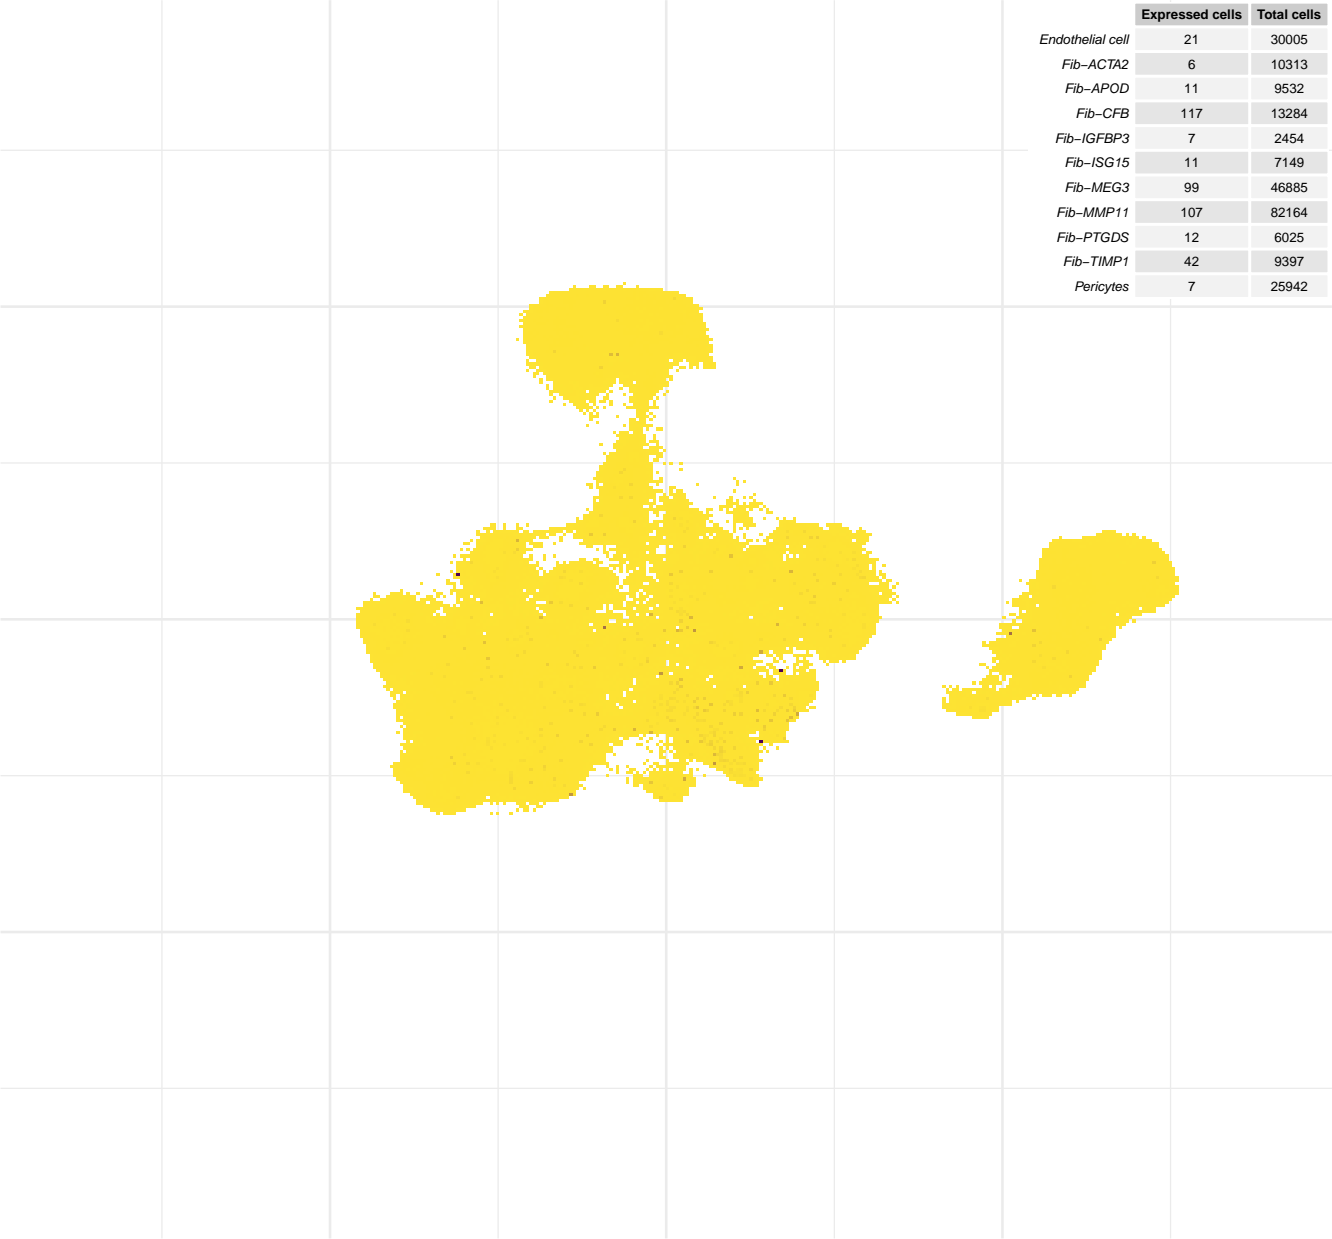 Expressed cells Total cells
Endothelial cell 21 30005
Fib−ACTA2 6 10313
Fib−APOD 11 9532
Fib−CFB 117 13284
Fib−IGFBP3 7 2454
Fib−ISG15 11 7149
Fib−MEG3 99 46885
Fib−MMP11 107 82164
Fib−PTGDS 12 6025
Fib−TIMP1 42 9397
Pericytes 7 25942